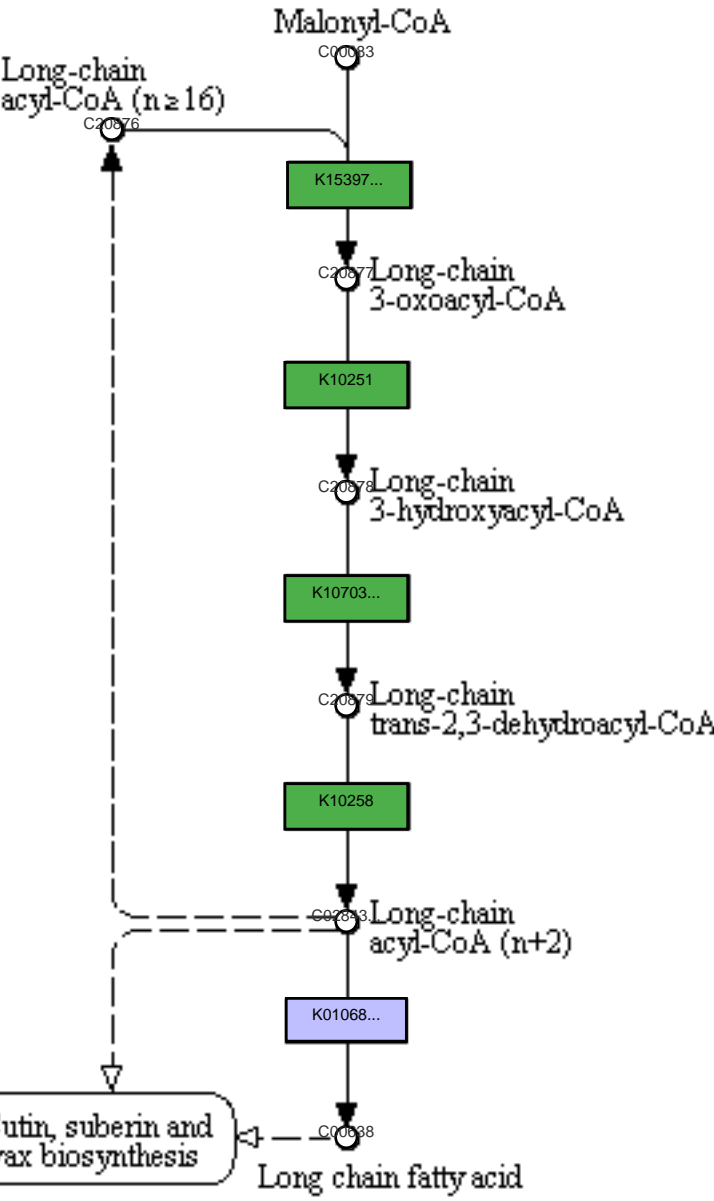 Malonyl-CoA
C00083
Long-chain
acyl-CoA (n≥16)
C20876
K15397...
C20877
Long-chain
3-oxoacyl-CoA
K10251
C20878
Long-chain
3-hydroxyacyl-CoA
K10703...
C20879
Long-chain
trans-2,3-dehydroacyl-CoA
K10258
C02843..
Long-chain
acyl-CoA (n+2)
K01068...
C00638
utin, suberin and
ax biosynthesis
Long chain fatty acid